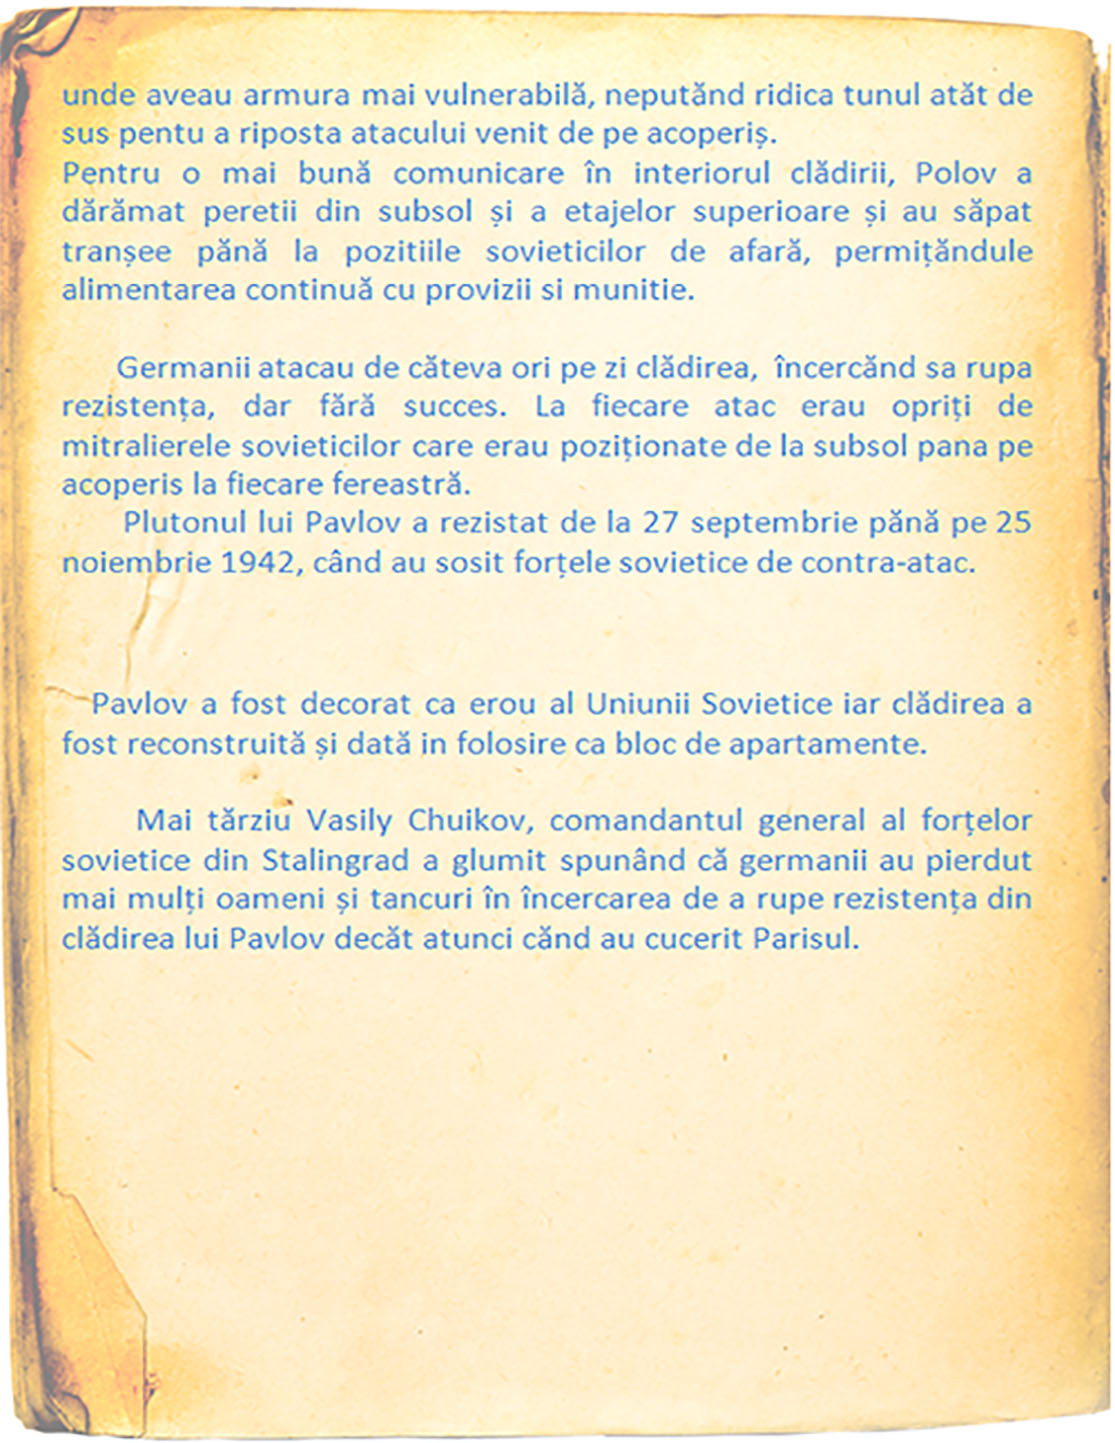 unde aveau armura mai vulnerabilă, neputănd ridica tunul atăt de
sus pentu a riposta atacului venit de pe acoperiș.
Pentru o mai bună comunicare în interiorul clădirii, Polov a
dărămat peretii din subsol și a etajelor superioare și au săpat
tranșee pănă la pozitiile sovieticilor de afară, permițăndule
alimentarea continuă cu provizii si munitie.
Germanii atacau de căteva ori pe zi clădirea, încercănd sa rupa
rezistența, dar fără succes. La fiecare atac erau opriți de
mitralierele sovieticilor care erau poziționate de la subsol pana pe
acoperis la fiecare fereastră.
Plutonul lui Pavlov a rezistat de la 27 septembrie pănă pe 25
noiembrie 1942, când au sosit forțele sovietice de contra-atac.
Pavlov a fost decorat ca erou al Uniunii Sovietice iar clădirea a
fost reconstruită și dată in folosire ca bloc de apartamente.
Mai tărziu Vasily Chuikov, comandantul general al forțelor
sovietice din Stalingrad a glumit spunând că germanii au pierdut
mai mulți oameni și tancuri în încercarea de a rupe rezistența din
clădirea lui Pavlov decăt atunci cănd au cucerit Parisul.